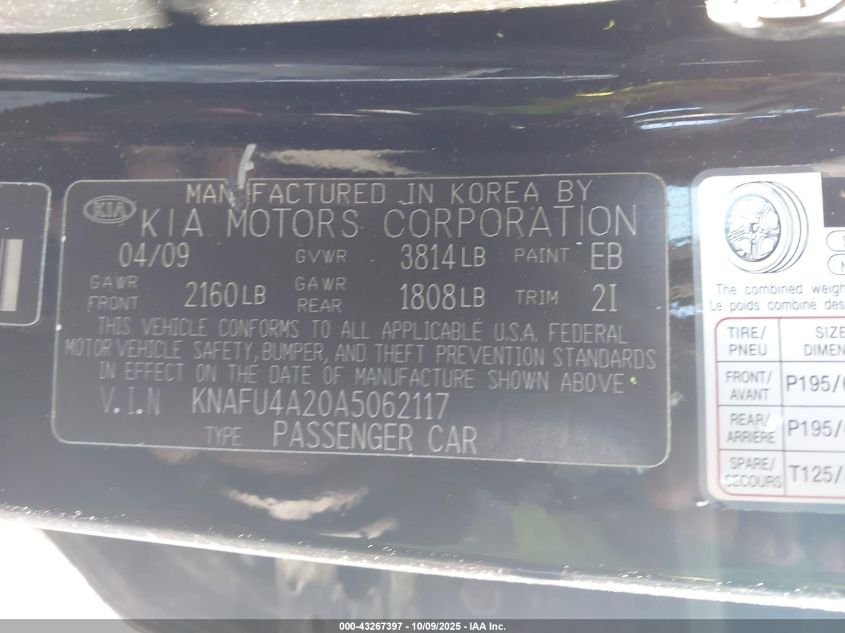 MANUFACTURED IN KOREA BY
KIA
KIA MOTORS CORPORATION
04/09 GVWR 3814LB PAINT EB
GAWR FRONT 2160LB GAWR REAR 1808LB TRIM 2I
THIS VEHICLE CONFORMS TO ALL APPLICABLE U.S.A. FEDERAL
MOTOR VEHICLE SAFETY, BUMPER, AND THEFT PREVENTION STANDARDS
IN EFFECT ON THE DATE OF MANUFACTURE SHOWN ABOVE
V.I.N KNAFU4A20A5062117
TYPE PASSENGER CAR
The combined
Le poids combine
TIRE/
PNEU
SIZE
FRONT/
AVANT
P195/
REAR/
ARRIERE
P195/
SPARE/
SECOURS
T125/
000-43267397 - 10/09/2025 - IAA Inc.